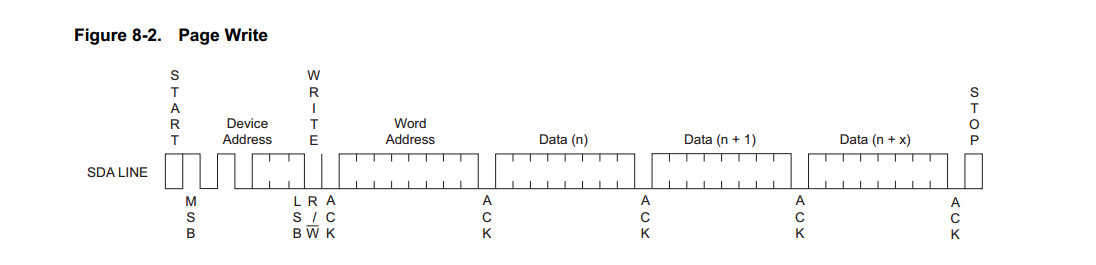 Figure 8-2. Page Write
START
WRITE
STOP
Device
Address
Word
Address
Data (n)
Data (n + 1)
Data (n + x)
SDA LINE
MSB
LSB
R/W
ACK
ACK
ACK
ACK
ACK